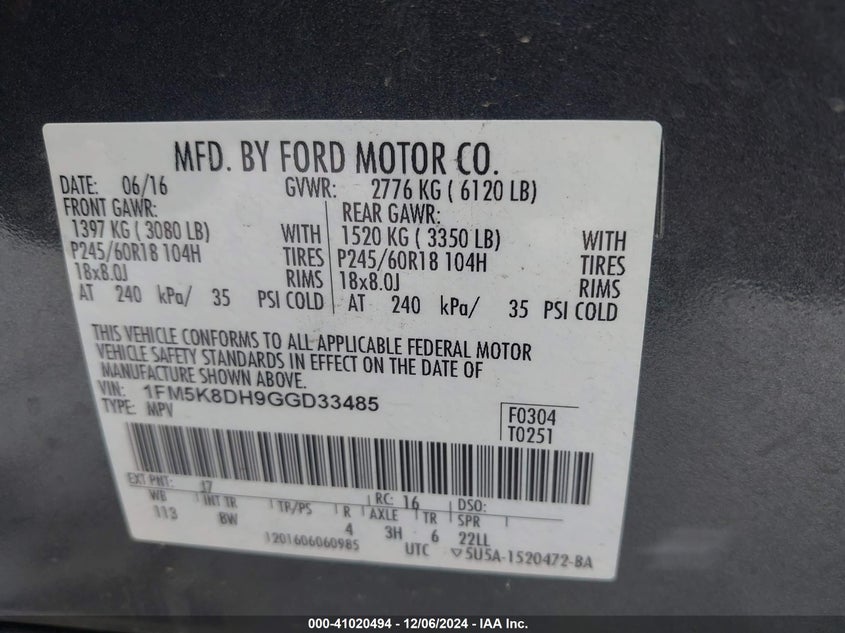 MFD. BY FORD MOTOR CO.
DATE: 06/16 GVWR: 2776 KG ( 6120 LB)
FRONT GAWR: REAR GAWR:
1397 KG ( 3080 LB) WITH 1520 KG ( 3350 LB) WITH
P245/60R18 104H TIRES P245/60R18 104H TIRES
18x8.0J RIMS 18x8.0J RIMS
AT 240 kPa/ 35 PSI COLD AT 240 kPa/ 35 PSI COLD
THIS VEHICLE CONFORMS TO ALL APPLICABLE FEDERAL MOTOR
VEHICLE SAFETY STANDARDS IN EFFECT ON THE DATE OF
MANUFACTURE SHOWN ABOVE.
VIN: 1FM5K8DH9GGD33485
TYPE: MPV
F0304
T0251
EXT PNT: J7 RC: 16 DSO:
WB INT TR TR/PS R AXLE TR SPR
113 BW 4 3H 6 22LL
1201606060985 UTC ▽5U5A-1520472-BA
000-41020494 - 12/06/2024 - IAA Inc.